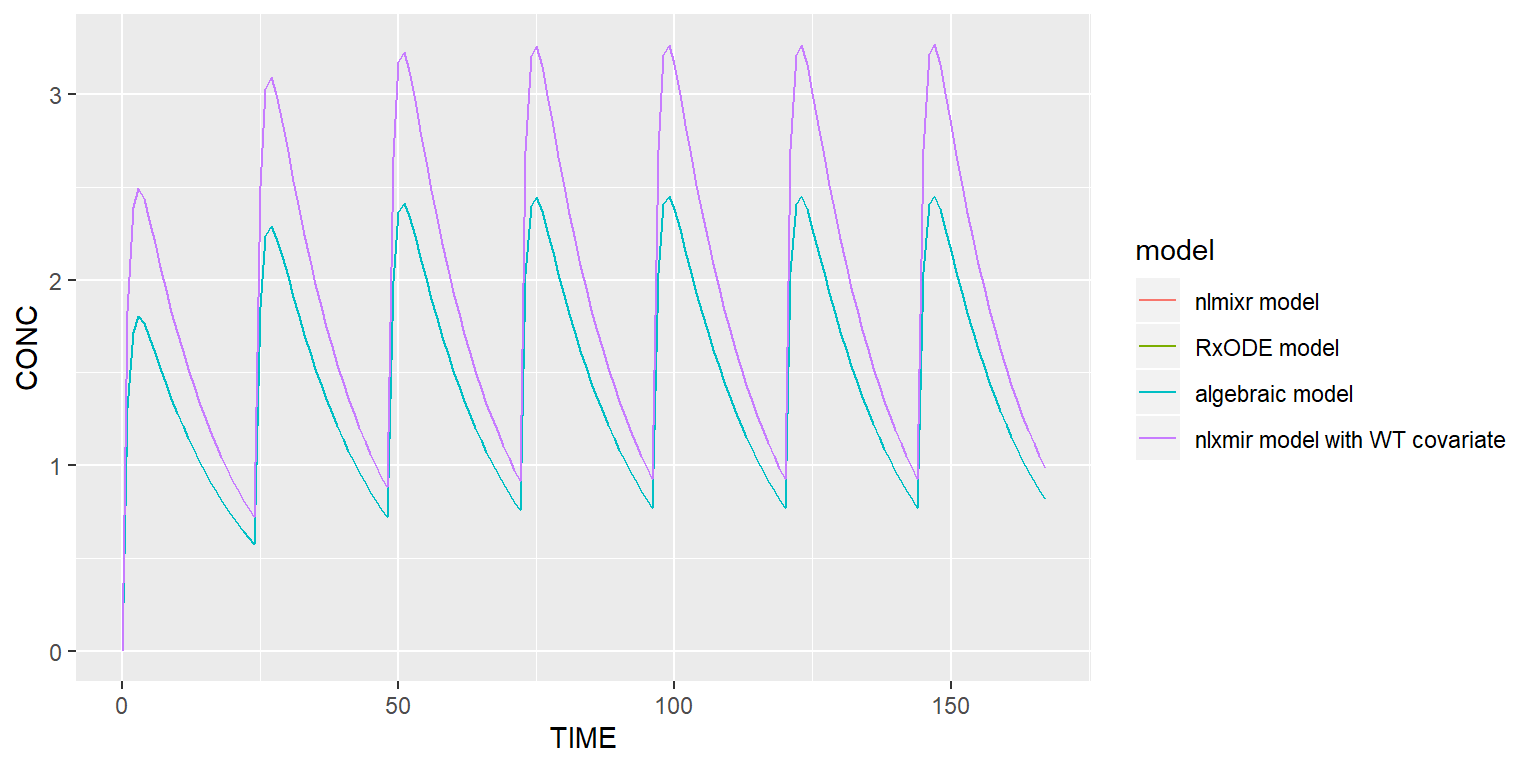 3
2
1
0
CONC
0
50
100
150
TIME
model
nlmixr model
RxODE model
algebraic model
nlxmir model with WT covariate